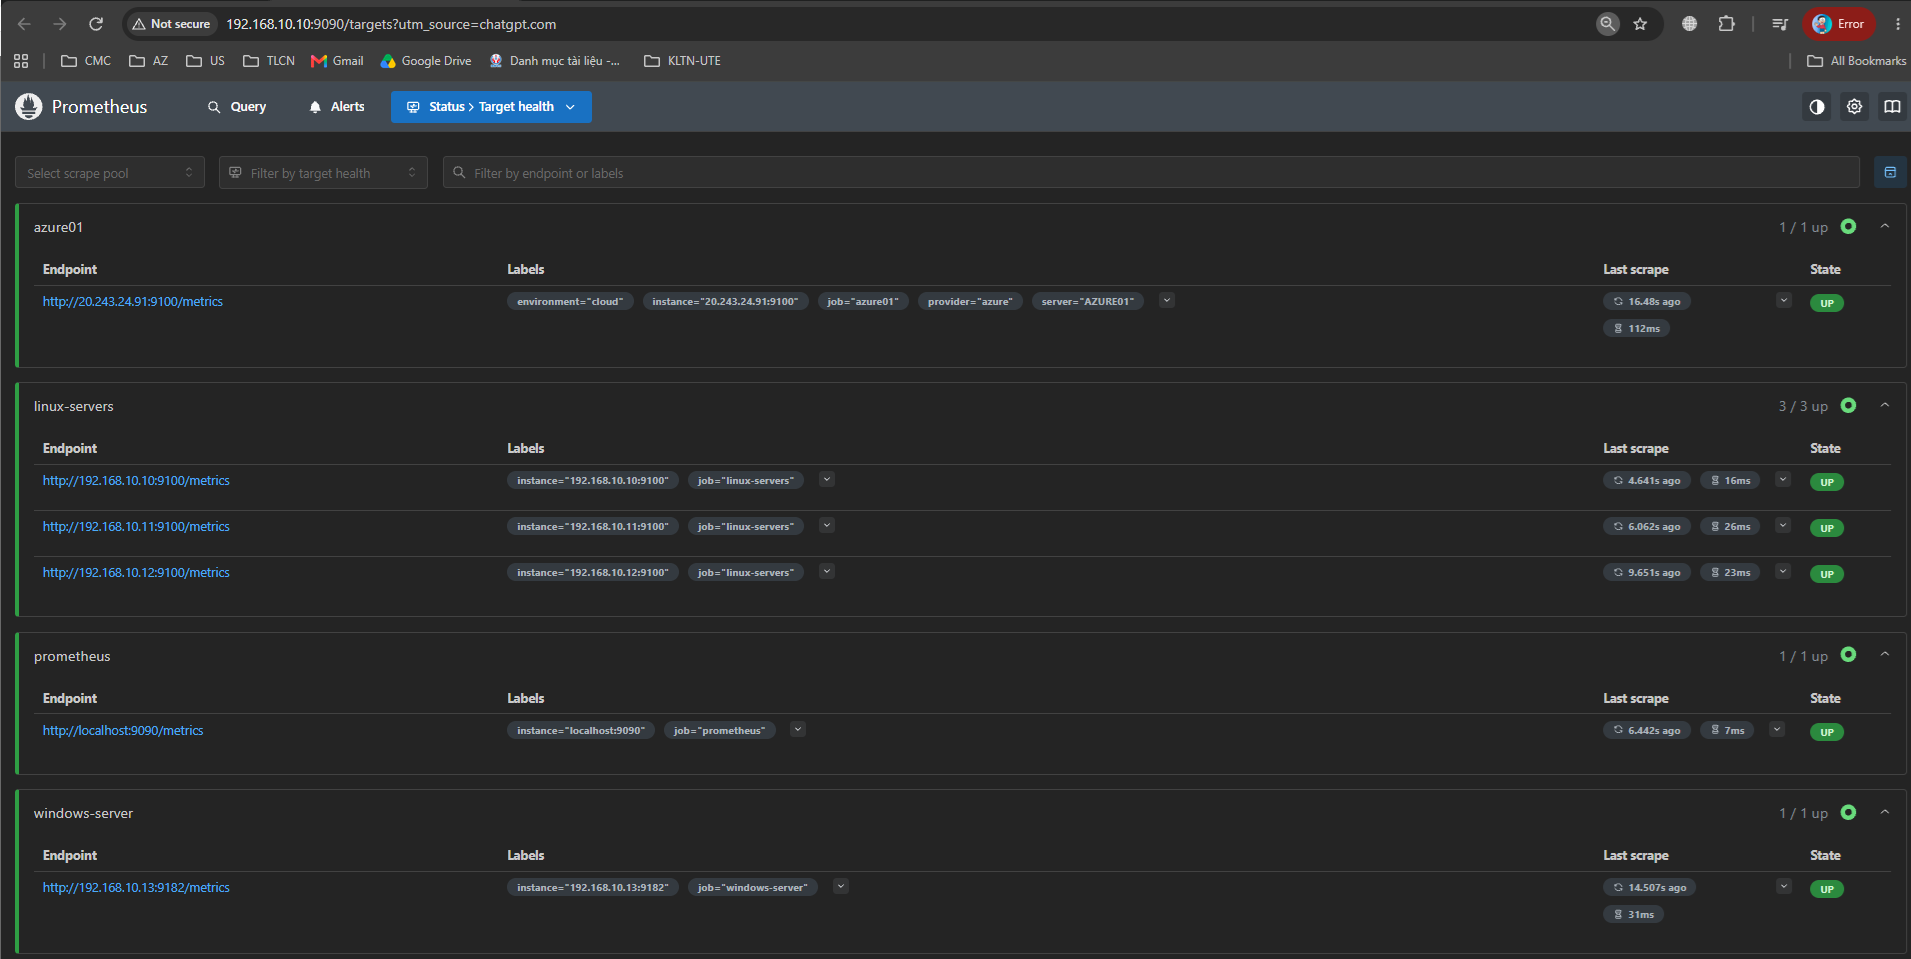 Not secure 192.168.10.10:9090/targets?utm_source=chatgpt.com Error
CMC AZ US TLCN Gmail Google Drive Danh mục tài liệu -... KLTN-UTE All Bookmarks
Prometheus Query Alerts Status > Target health
Select scrape pool Filter by target health Filter by endpoint or labels
azure01 1 / 1 up
Endpoint Labels Last scrape State
http://20.243.24.91:9100/metrics environment="cloud" instance="20.243.24.91:9100" job="azure01" provider="azure" server="AZURE01" 16.48s ago UP
112ms
linux-servers 3 / 3 up
Endpoint Labels Last scrape State
http://192.168.10.10:9100/metrics instance="192.168.10.10:9100" job="linux-servers" 4.641s ago 16ms UP
http://192.168.10.11:9100/metrics instance="192.168.10.11:9100" job="linux-servers" 6.062s ago 26ms UP
http://192.168.10.12:9100/metrics instance="192.168.10.12:9100" job="linux-servers" 9.651s ago 23ms UP
prometheus 1 / 1 up
Endpoint Labels Last scrape State
http://localhost:9090/metrics instance="localhost:9090" job="prometheus" 6.442s ago 7ms UP
windows-server 1 / 1 up
Endpoint Labels Last scrape State
http://192.168.10.13:9182/metrics instance="192.168.10.13:9182" job="windows-server" 14.507s ago UP
31ms